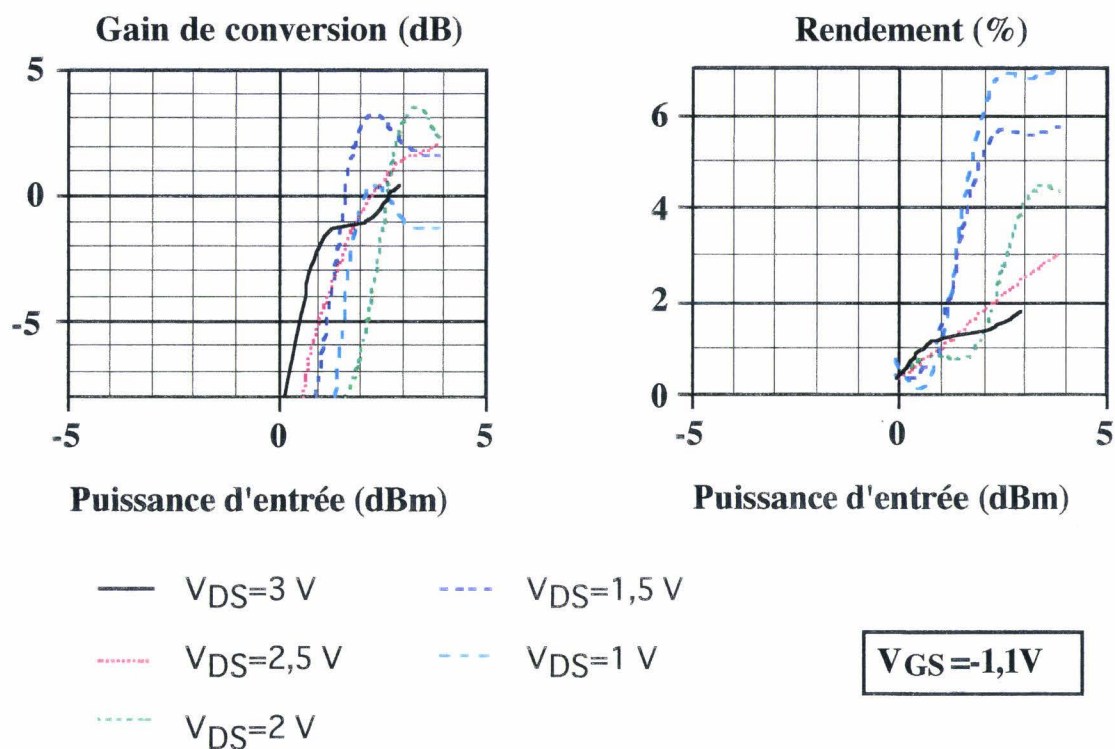 Gain de conversion (dB)
5
0
-5
-5
0
5
Puissance d'entrée (dBm)
Rendement (%)
6
4
2
0
-5
0
5
Puissance d'entrée (dBm)
VDS=3 V
VDS=2,5 V
VDS=2 V
VDS=1,5 V
VDS=1 V
VGS=-1,1V